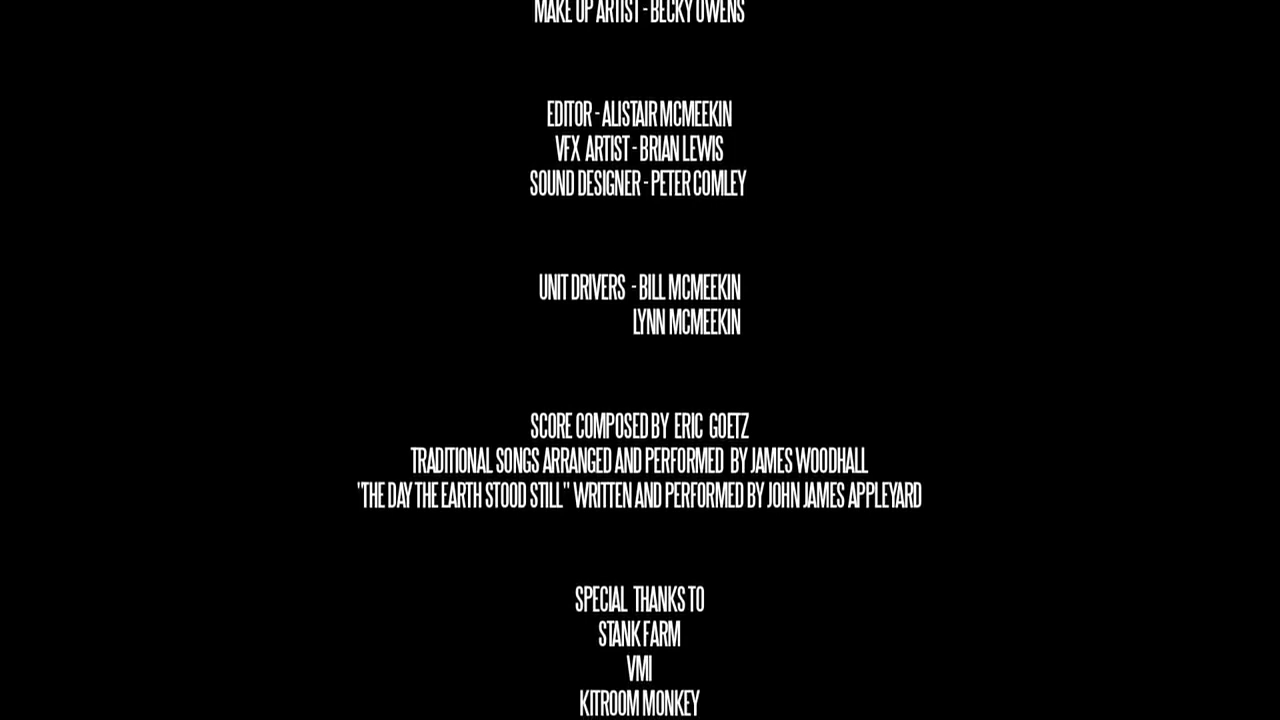 MAKE UP ARTIST - BECKY OWENS
EDITOR - ALISTAIR MCMEEKIN
VFX ARTIST - BRIAN LEWIS
SOUND DESIGNER - PETER COMLEY
UNIT DRIVERS - BILL MCMEEKIN
LYNN MCMEEKIN
SCORE COMPOSED BY ERIC GOETZ
TRADITIONAL SONGS ARRANGED AND PERFORMED BY JAMES WOODHALL
"THE DAY THE EARTH STOOD STILL" WRITTEN AND PERFORMED BY JOHN JAMES APPLEYARD
SPECIAL THANKS TO
STANK FARM
VMI
KITROOM MONKEY